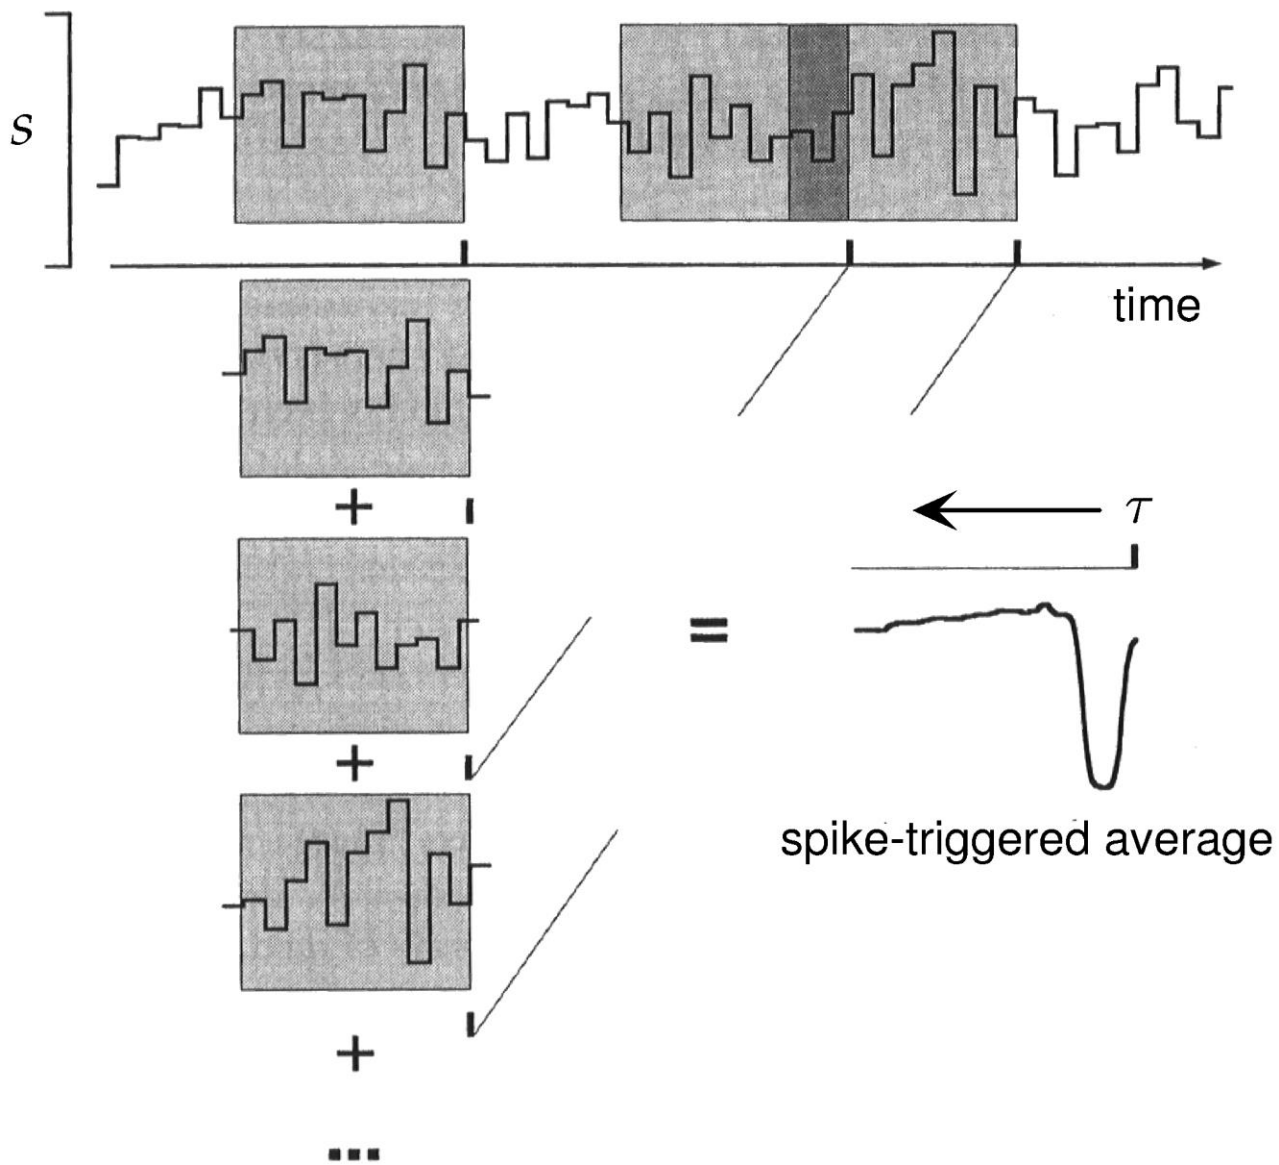 s
time
+
+
= 
τ
spike-triggered average
+
...